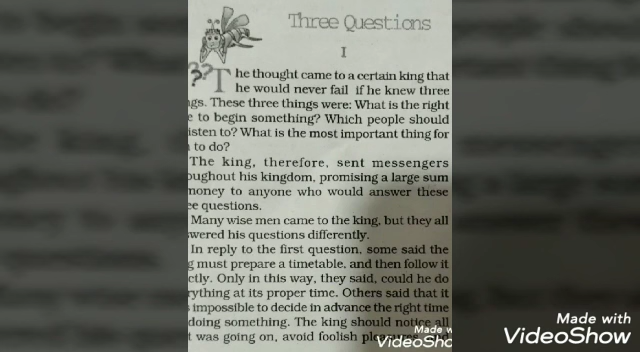 Three Questions
I
The thought came to a certain king that
he would never fail if he knew three
gs. These three things were: What is the right
e to begin something? Which people should
isten to? What is the most important thing for
to do?
The king, therefore, sent messengers
oughout his kingdom, promising a large sum
money to anyone who would answer these
ee questions.
Many wise men came to the king, but they all
wered his questions differently.
In reply to the first question, some said the
g must prepare a timetable, and then follow it
ctly. Only in this way, they said, could he do
rything at its proper time. Others said that it
impossible to decide in advance the right time
doing something. The king should notice all
t was going on, avoid foolish
Made with
VideoShow
Made w
VideoShow